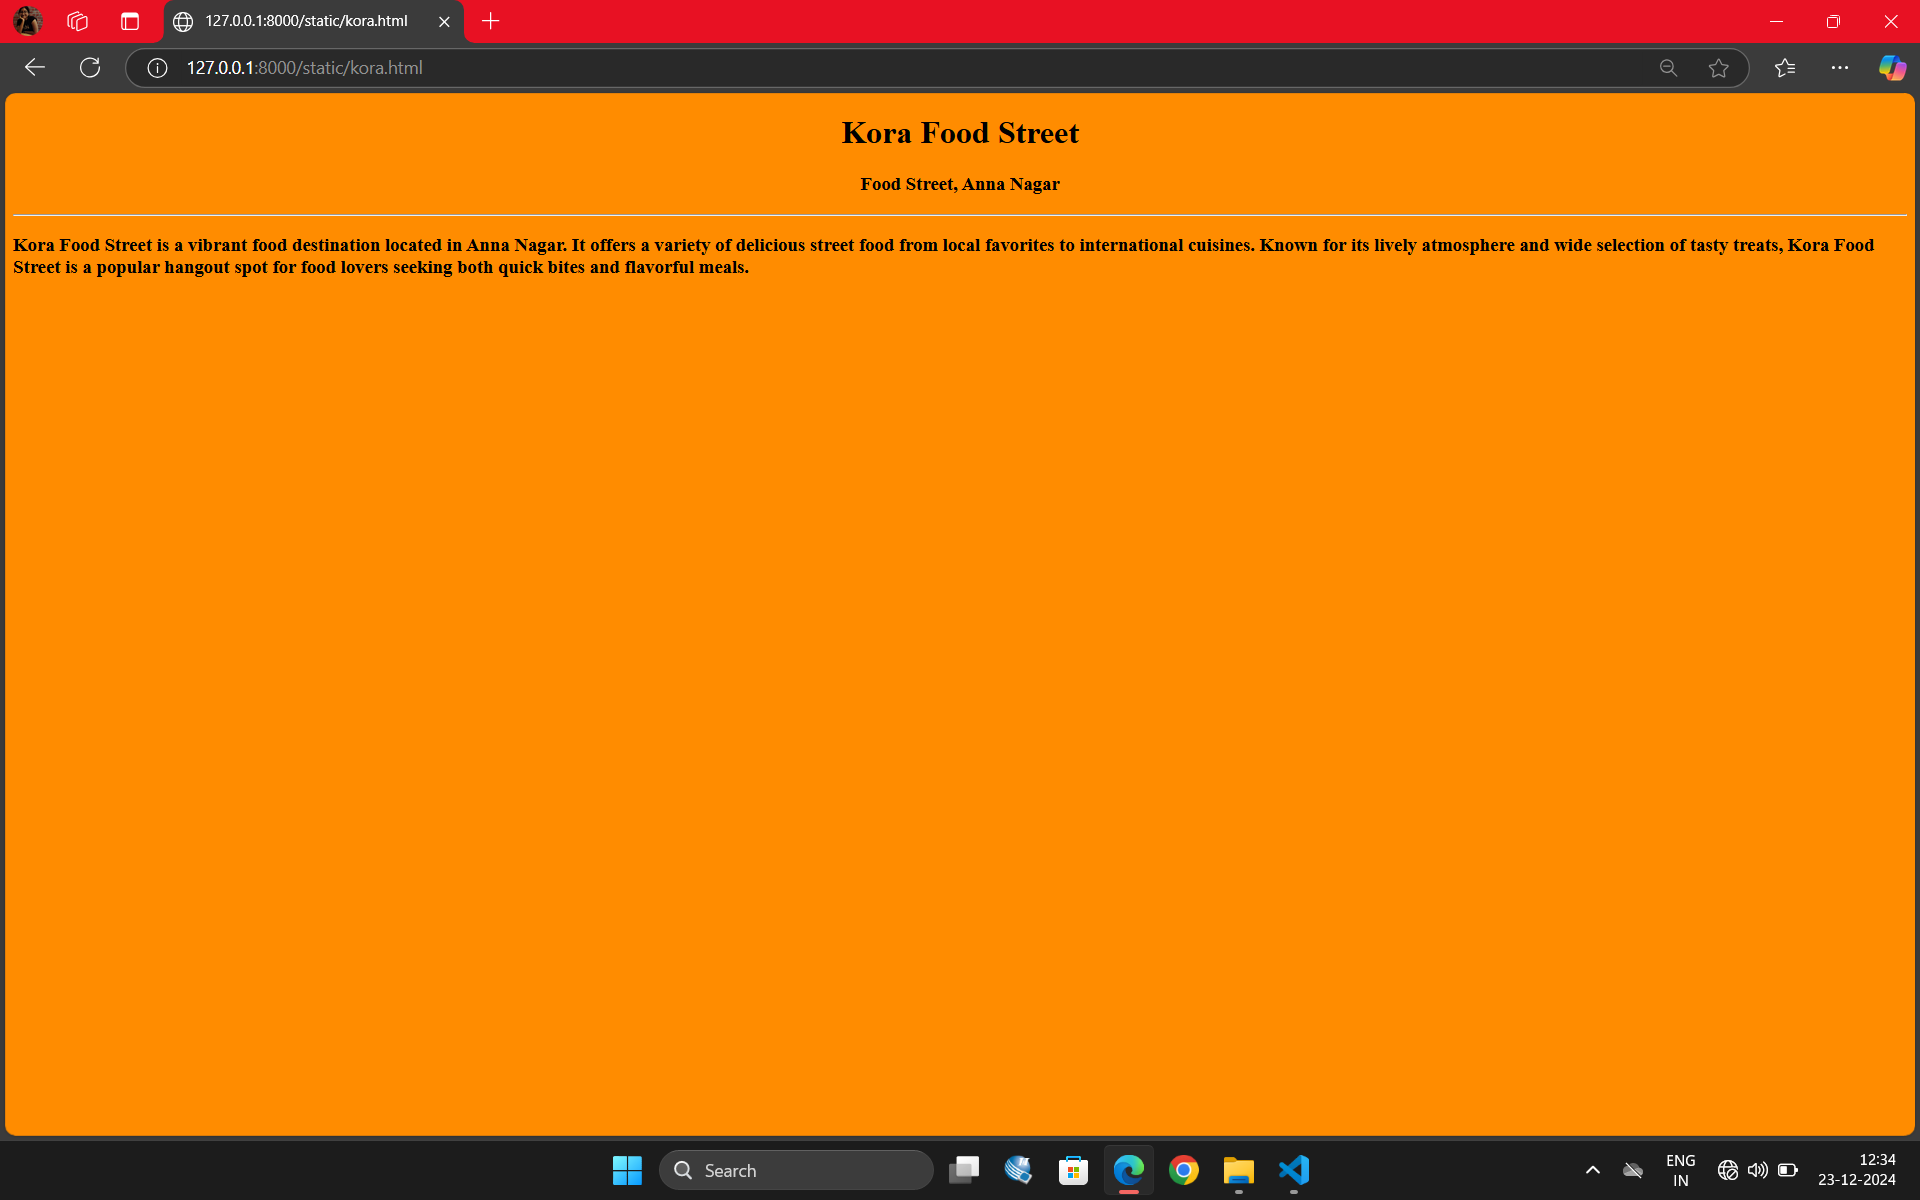 127.0.0.1:8000/static/kora.html
127.0.0.1:8000/static/kora.html
Kora Food Street
Food Street, Anna Nagar
Kora Food Street is a vibrant food destination located in Anna Nagar. It offers a variety of delicious street food from local favorites to international cuisines. Known for its lively atmosphere and wide selection of tasty treats, Kora Food
Street is a popular hangout spot for food lovers seeking both quick bites and flavorful meals.
Search
ENG
IN
12:34
23-12-2024